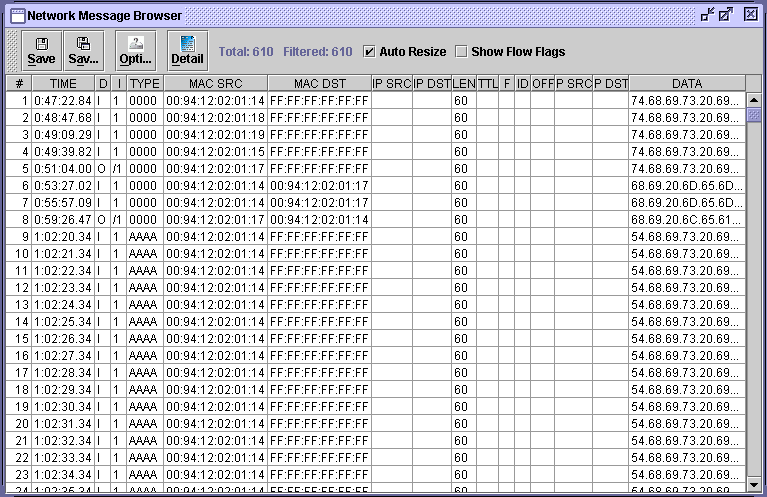 Network Message Browser
Save Sav... Opti... Detail Total: 610 Filtered: 610 Auto Resize Show Flow Flags
# TIME D I TYPE MAC SRC MAC DST IP SRC IP DST LEN TTL F ID OFF P SRC P DST DATA
1 0:47:22.84 I 1 0000 00:94:12:02:01:14 FF:FF:FF:FF:FF:FF 60 74.68.69.73.20.69...
2 0:48:47.68 I 1 0000 00:94:12:02:01:18 FF:FF:FF:FF:FF:FF 60 74.68.69.73.20.69...
3 0:49:09.29 I 1 0000 00:94:12:02:01:19 FF:FF:FF:FF:FF:FF 60 74.68.69.73.20.69...
4 0:49:39.82 I 1 0000 00:94:12:02:01:15 FF:FF:FF:FF:FF:FF 60 74.68.69.73.20.69...
5 0:51:04.00 O /1 0000 00:94:12:02:01:17 FF:FF:FF:FF:FF:FF 60 74.68.69.73.20.69...
6 0:53:27.02 I 1 0000 00:94:12:02:01:14 00:94:12:02:01:17 60 68.69.20.6D.65.6D...
7 0:55:57.09 I 1 0000 00:94:12:02:01:14 00:94:12:02:01:17 60 68.69.20.6D.65.6D...
8 0:59:26.47 O /1 0000 00:94:12:02:01:17 00:94:12:02:01:14 60 68.69.20.6C.65.61...
9 1:02:20.34 I 1 AAAA 00:94:12:02:01:14 FF:FF:FF:FF:FF:FF 60 54.68.69.73.20.69...
10 1:02:21.34 I 1 AAAA 00:94:12:02:01:14 FF:FF:FF:FF:FF:FF 60 54.68.69.73.20.69...
11 1:02:22.34 I 1 AAAA 00:94:12:02:01:14 FF:FF:FF:FF:FF:FF 60 54.68.69.73.20.69...
12 1:02:23.34 I 1 AAAA 00:94:12:02:01:14 FF:FF:FF:FF:FF:FF 60 54.68.69.73.20.69...
13 1:02:24.34 I 1 AAAA 00:94:12:02:01:14 FF:FF:FF:FF:FF:FF 60 54.68.69.73.20.69...
14 1:02:25.34 I 1 AAAA 00:94:12:02:01:14 FF:FF:FF:FF:FF:FF 60 54.68.69.73.20.69...
15 1:02:26.34 I 1 AAAA 00:94:12:02:01:14 FF:FF:FF:FF:FF:FF 60 54.68.69.73.20.69...
16 1:02:27.34 I 1 AAAA 00:94:12:02:01:14 FF:FF:FF:FF:FF:FF 60 54.68.69.73.20.69...
17 1:02:28.34 I 1 AAAA 00:94:12:02:01:14 FF:FF:FF:FF:FF:FF 60 54.68.69.73.20.69...
18 1:02:29.34 I 1 AAAA 00:94:12:02:01:14 FF:FF:FF:FF:FF:FF 60 54.68.69.73.20.69...
19 1:02:30.34 I 1 AAAA 00:94:12:02:01:14 FF:FF:FF:FF:FF:FF 60 54.68.69.73.20.69...
20 1:02:31.34 I 1 AAAA 00:94:12:02:01:14 FF:FF:FF:FF:FF:FF 60 54.68.69.73.20.69...
21 1:02:32.34 I 1 AAAA 00:94:12:02:01:14 FF:FF:FF:FF:FF:FF 60 54.68.69.73.20.69...
22 1:02:33.34 I 1 AAAA 00:94:12:02:01:14 FF:FF:FF:FF:FF:FF 60 54.68.69.73.20.69...
23 1:02:34.34 I 1 AAAA 00:94:12:02:01:14 FF:FF:FF:FF:FF:FF 60 54.68.69.73.20.69...